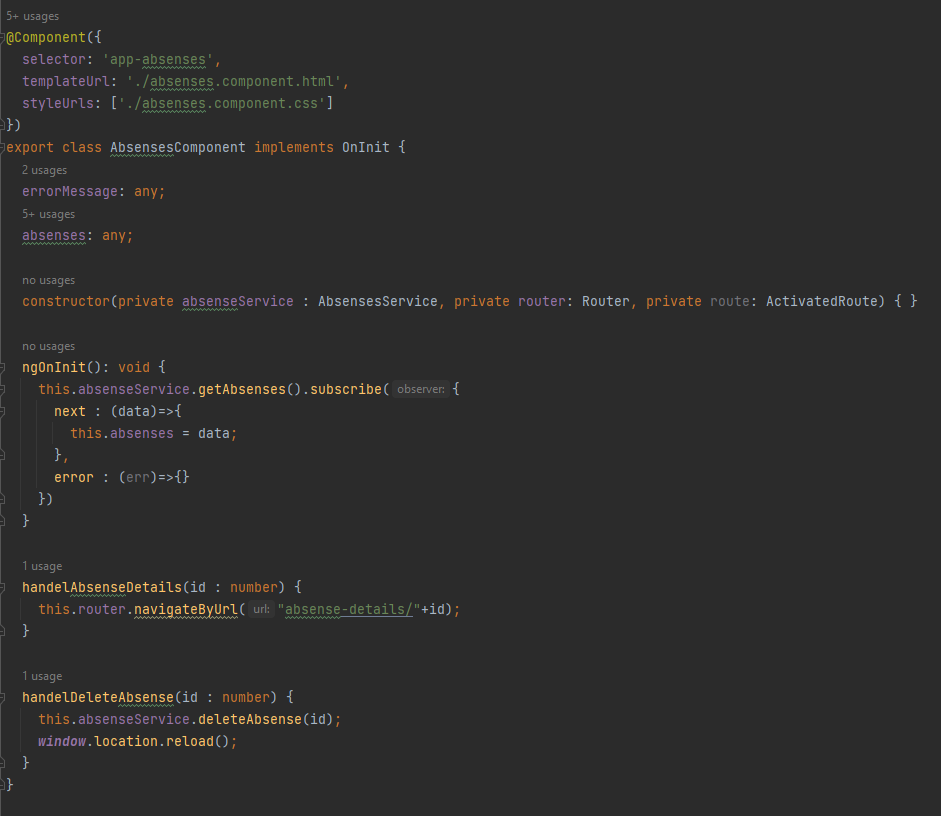 5+ usages
@Component({
  selector: 'app-absenses',
  templateUrl: './absenses.component.html',
  styleUrls: ['./absenses.component.css']
})
export class AbsensesComponent implements OnInit {
  2 usages
  errorMessage: any;
  5+ usages
  absenses: any;

  no usages
  constructor(private absenseService : AbsensesService, private router: Router, private route: ActivatedRoute) { }

  no usages
  ngOnInit(): void {
    this.absenseService.getAbsenses().subscribe( observer: {
      next : (data)=>{
        this.absenses = data;
      },
      error : (err)=>{}
    })
  }

  1 usage
  handelAbsenseDetails(id : number) {
    this.router.navigateByUrl( url: "absense-details/"+id);
  }

  1 usage
  handelDeleteAbsense(id : number) {
    this.absenseService.deleteAbsense(id);
    window.location.reload();
  }
}